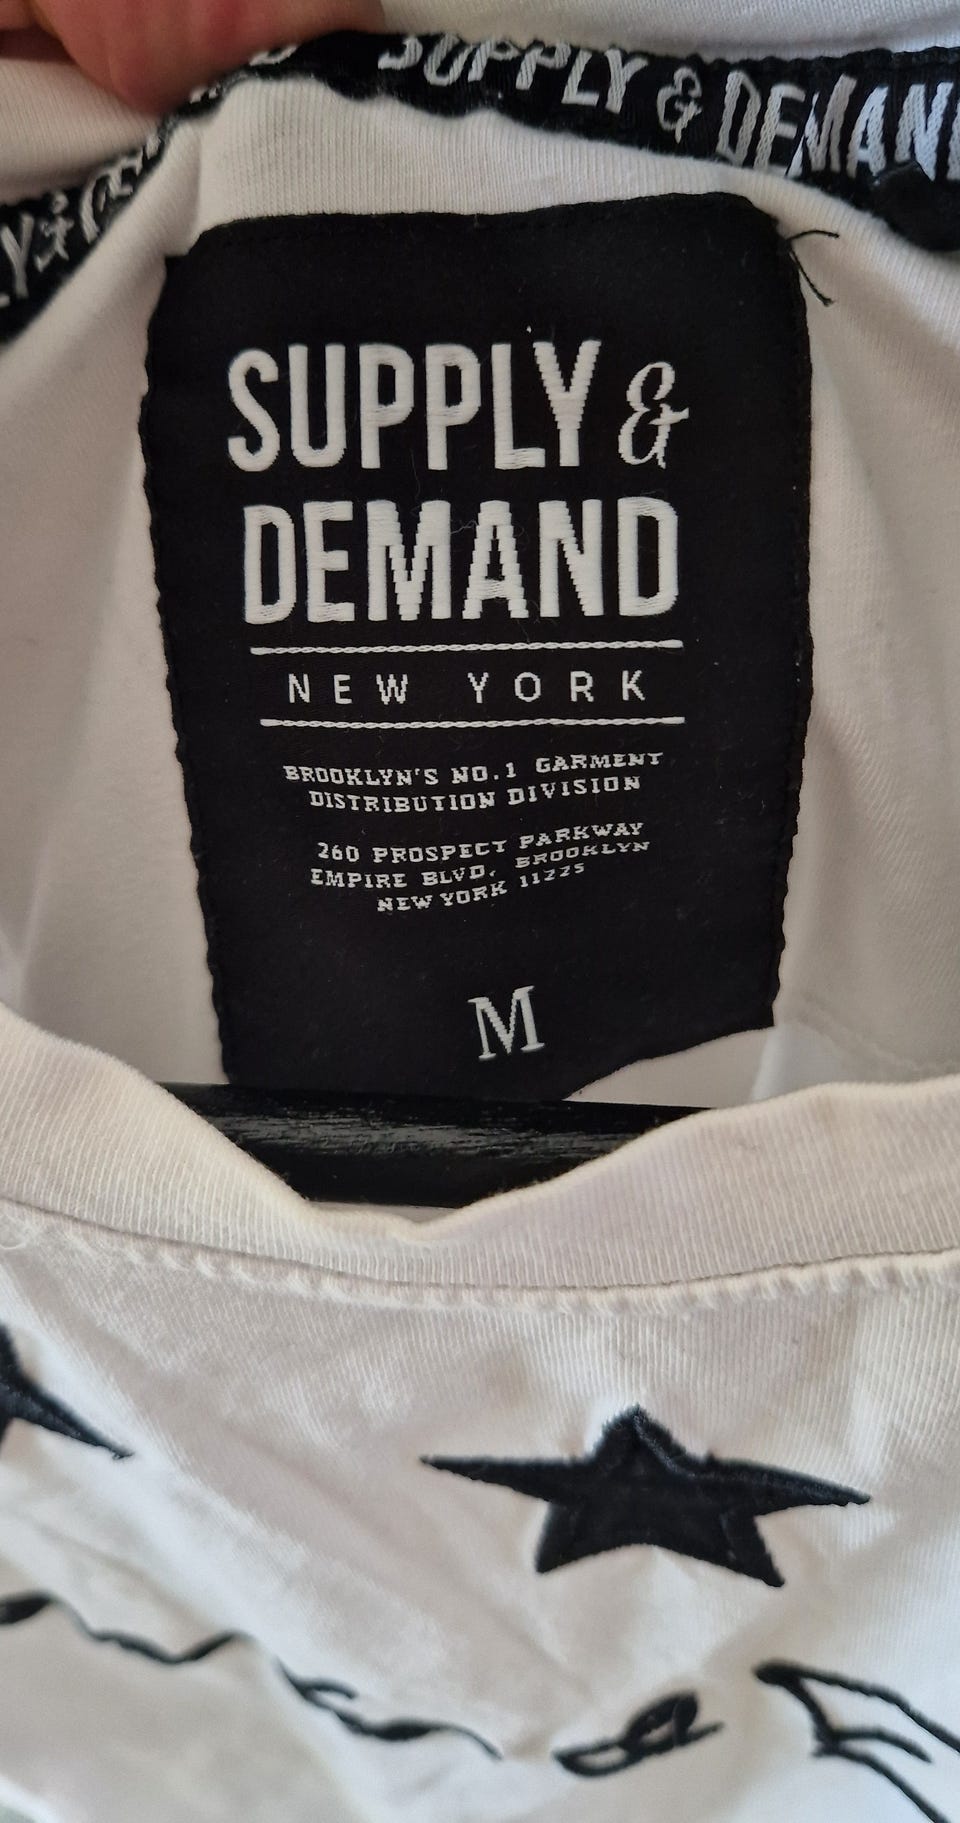 SUPPLY & DEMAND
SUPPLY &
DEMAND
NEW YORK
BROOKLYN'S NO.1 GARMENT
DISTRIBUTION DIVISION
260 PROSPECT PARKWAY
EMPIRE BLVD. BROOKLYN
NEW YORK 11225
M